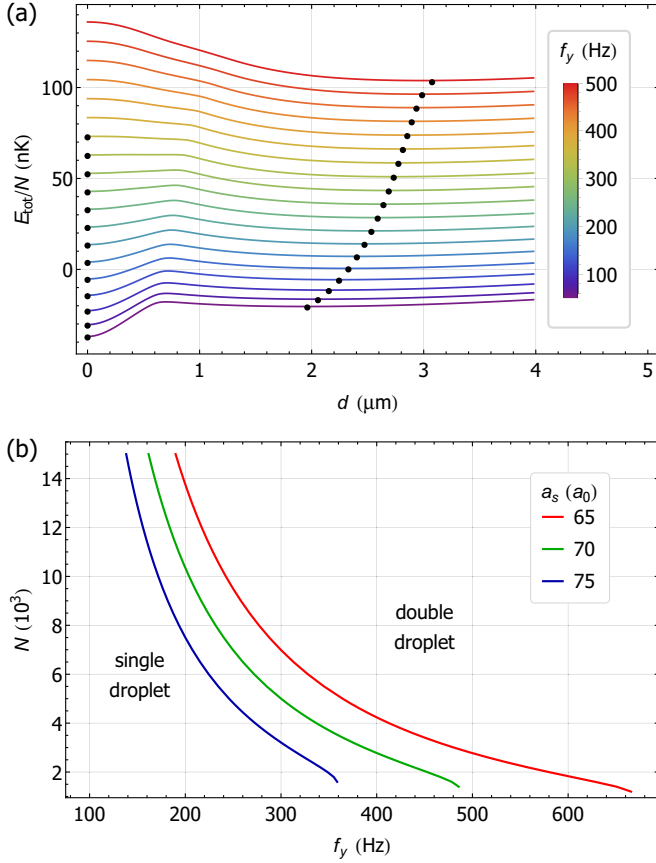 (a)
E_tot/N (nK)
100
50
0
f_y (Hz)
500
400
300
200
100
0 1 2 3 4 5
d (μm)
(b)
N (10^3)
14
12
10
8
6
4
2
a_s (a_0)
65
70
75
double
droplet
single
droplet
100 200 300 400 500 600
f_y (Hz)